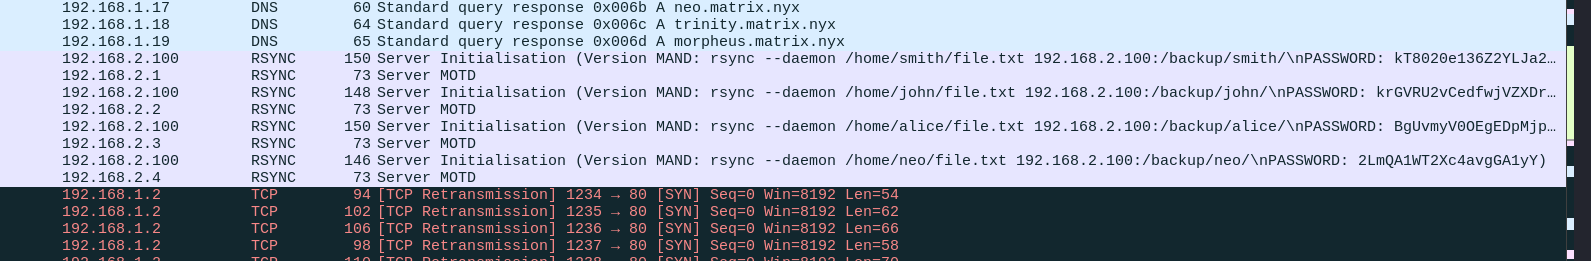 192.168.1.17 DNS 60 Standard query response 0x006b A neo.matrix.nyx
192.168.1.18 DNS 64 Standard query response 0x006c A trinity.matrix.nyx
192.168.1.19 DNS 65 Standard query response 0x006d A morpheus.matrix.nyx
192.168.2.100 RSYNC 150 Server Initialisation (Version MAND: rsync --daemon /home/smith/file.txt 192.168.2.100:/backup/smith/\nPASSWORD: kT8020e136Z2YLJa2…
192.168.2.1 RSYNC 73 Server MOTD
192.168.2.100 RSYNC 148 Server Initialisation (Version MAND: rsync --daemon /home/john/file.txt 192.168.2.100:/backup/john/\nPASSWORD: krGVRU2vCedfwjVZXDr…
192.168.2.2 RSYNC 73 Server MOTD
192.168.2.100 RSYNC 150 Server Initialisation (Version MAND: rsync --daemon /home/alice/file.txt 192.168.2.100:/backup/alice/\nPASSWORD: BgUvmyV0OEgEDpMjp…
192.168.2.3 RSYNC 73 Server MOTD
192.168.2.100 RSYNC 146 Server Initialisation (Version MAND: rsync --daemon /home/neo/file.txt 192.168.2.100:/backup/neo/\nPASSWORD: 2LmQA1WT2Xc4avgGA1yY)
192.168.2.4 RSYNC 73 Server MOTD
192.168.1.2 TCP 94 [TCP Retransmission] 1234 → 80 [SYN] Seq=0 Win=8192 Len=54
192.168.1.2 TCP 102 [TCP Retransmission] 1235 → 80 [SYN] Seq=0 Win=8192 Len=62
192.168.1.2 TCP 106 [TCP Retransmission] 1236 → 80 [SYN] Seq=0 Win=8192 Len=66
192.168.1.2 TCP 98 [TCP Retransmission] 1237 → 80 [SYN] Seq=0 Win=8192 Len=58